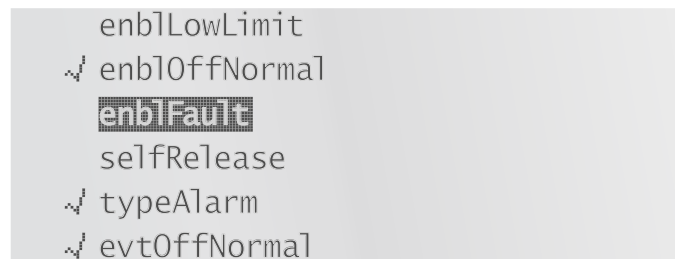 enblLowLimit
✓ enblOffNormal
enblFault
selfRelease
✓ typeAlarm
✓ evtOffNormal